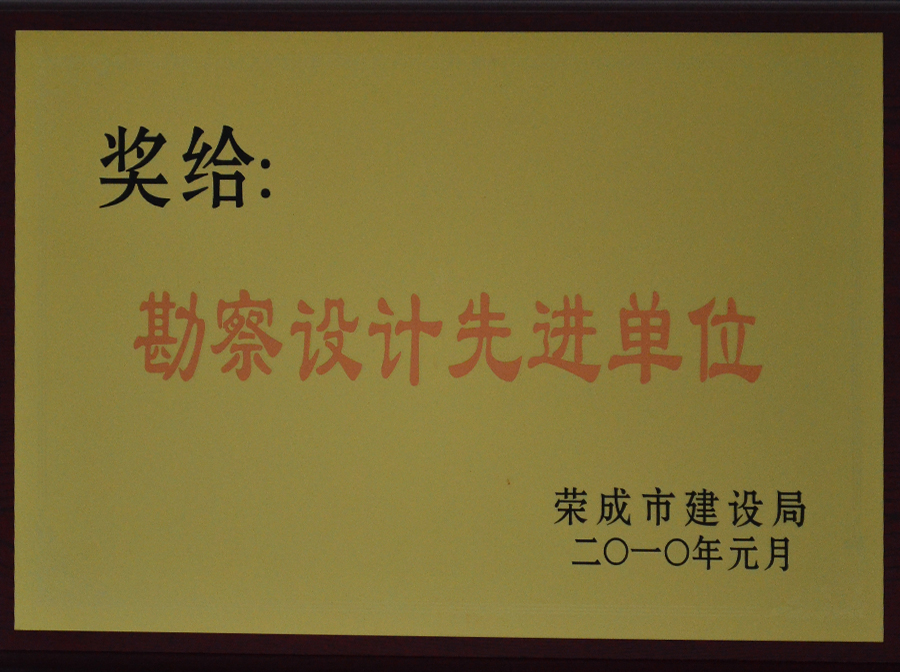 奖给:
勘察设计先进单位
荣成市建设局
二〇一〇年元月